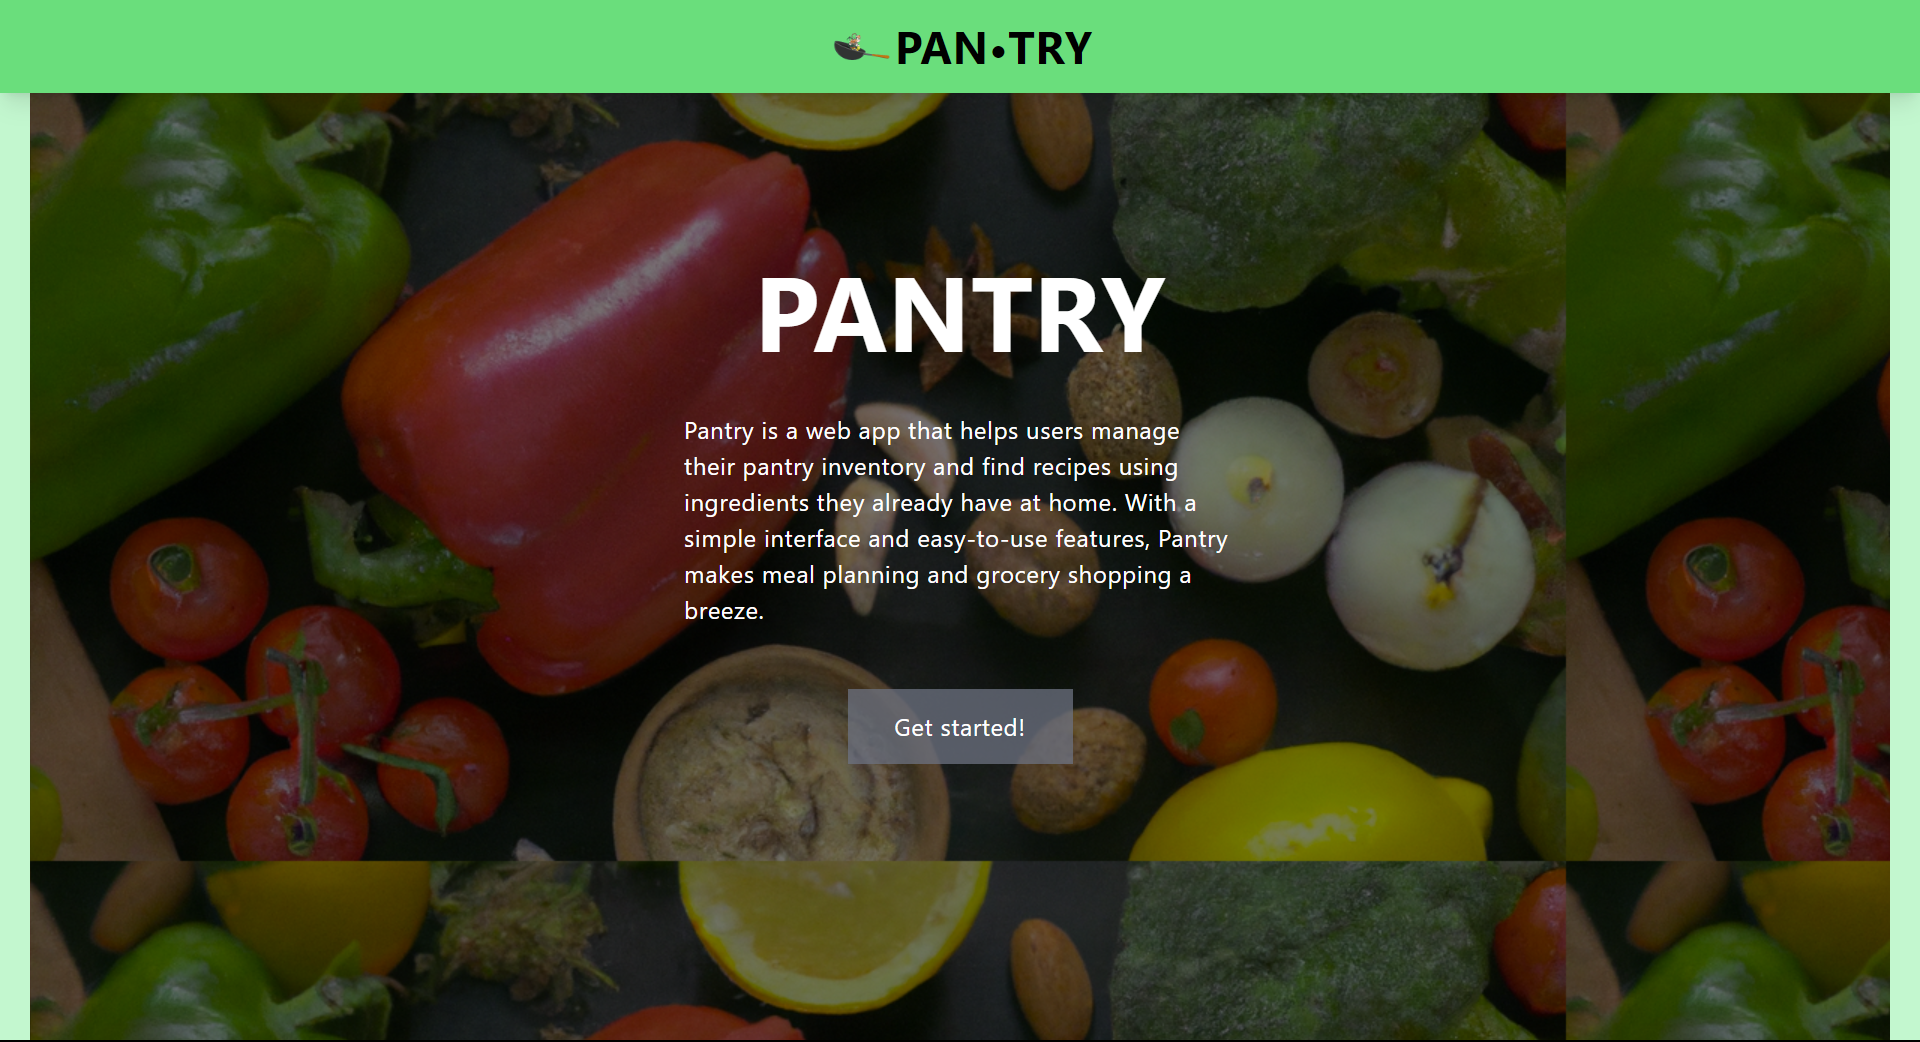 PAN•TRY
PANTRY
Pantry is a web app that helps users manage
their pantry inventory and find recipes using
ingredients they already have at home. With a
simple interface and easy-to-use features, Pantry
makes meal planning and grocery shopping a
breeze.
Get started!